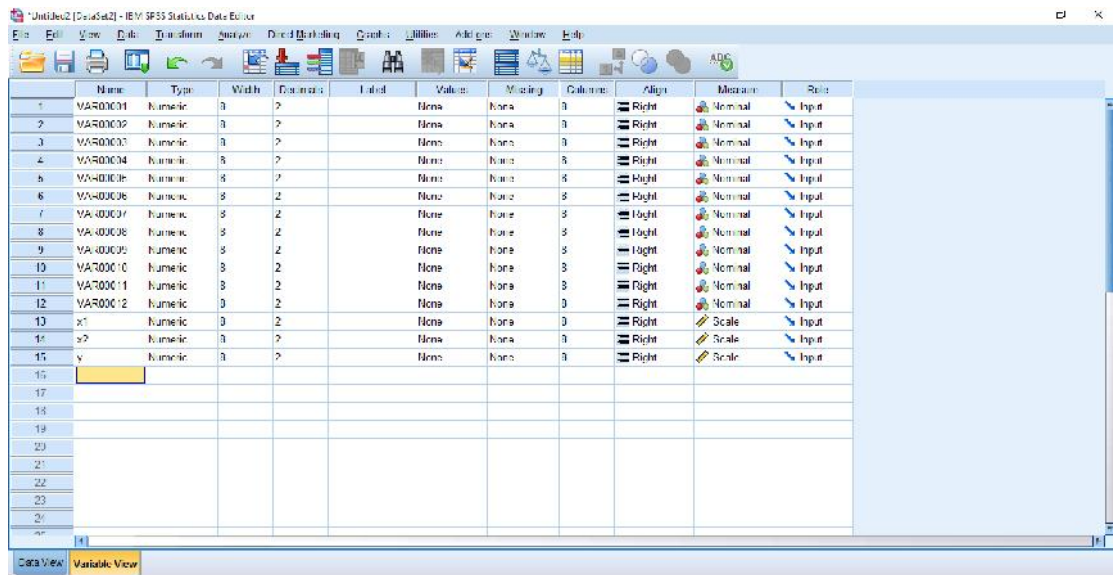 *Untitled2 [DataSet2] - IBM SPSS Statistics Data Editor
File Edit View Data Transform Analyze Direct Marketing Graphs Utilities Add-ons Window Help
Name Type Width Decimals Label Values Missing Columns Align Measure Role
1 VAR00001 Numeric 8 2 None None 8 Right Nominal Input
2 VAR00002 Numeric 8 2 None None 8 Right Nominal Input
3 VAR00003 Numeric 8 2 None None 8 Right Nominal Input
4 VAR00004 Numeric 8 2 None None 8 Right Nominal Input
5 VAR00005 Numeric 8 2 None None 8 Right Nominal Input
6 VAR00006 Numeric 8 2 None None 8 Right Nominal Input
7 VAR00007 Numeric 8 2 None None 8 Right Nominal Input
8 VAR00008 Numeric 8 2 None None 8 Right Nominal Input
9 VAR00009 Numeric 8 2 None None 8 Right Nominal Input
10 VAR00010 Numeric 8 2 None None 8 Right Nominal Input
11 VAR00011 Numeric 8 2 None None 8 Right Nominal Input
12 VAR00012 Numeric 8 2 None None 8 Right Nominal Input
13 x1 Numeric 8 2 None None 8 Right Scale Input
14 x2 Numeric 8 2 None None 8 Right Scale Input
15 y Numeric 8 2 None None 8 Right Scale Input
16
17
18
19
20
21
22
23
24
Data View Variable View